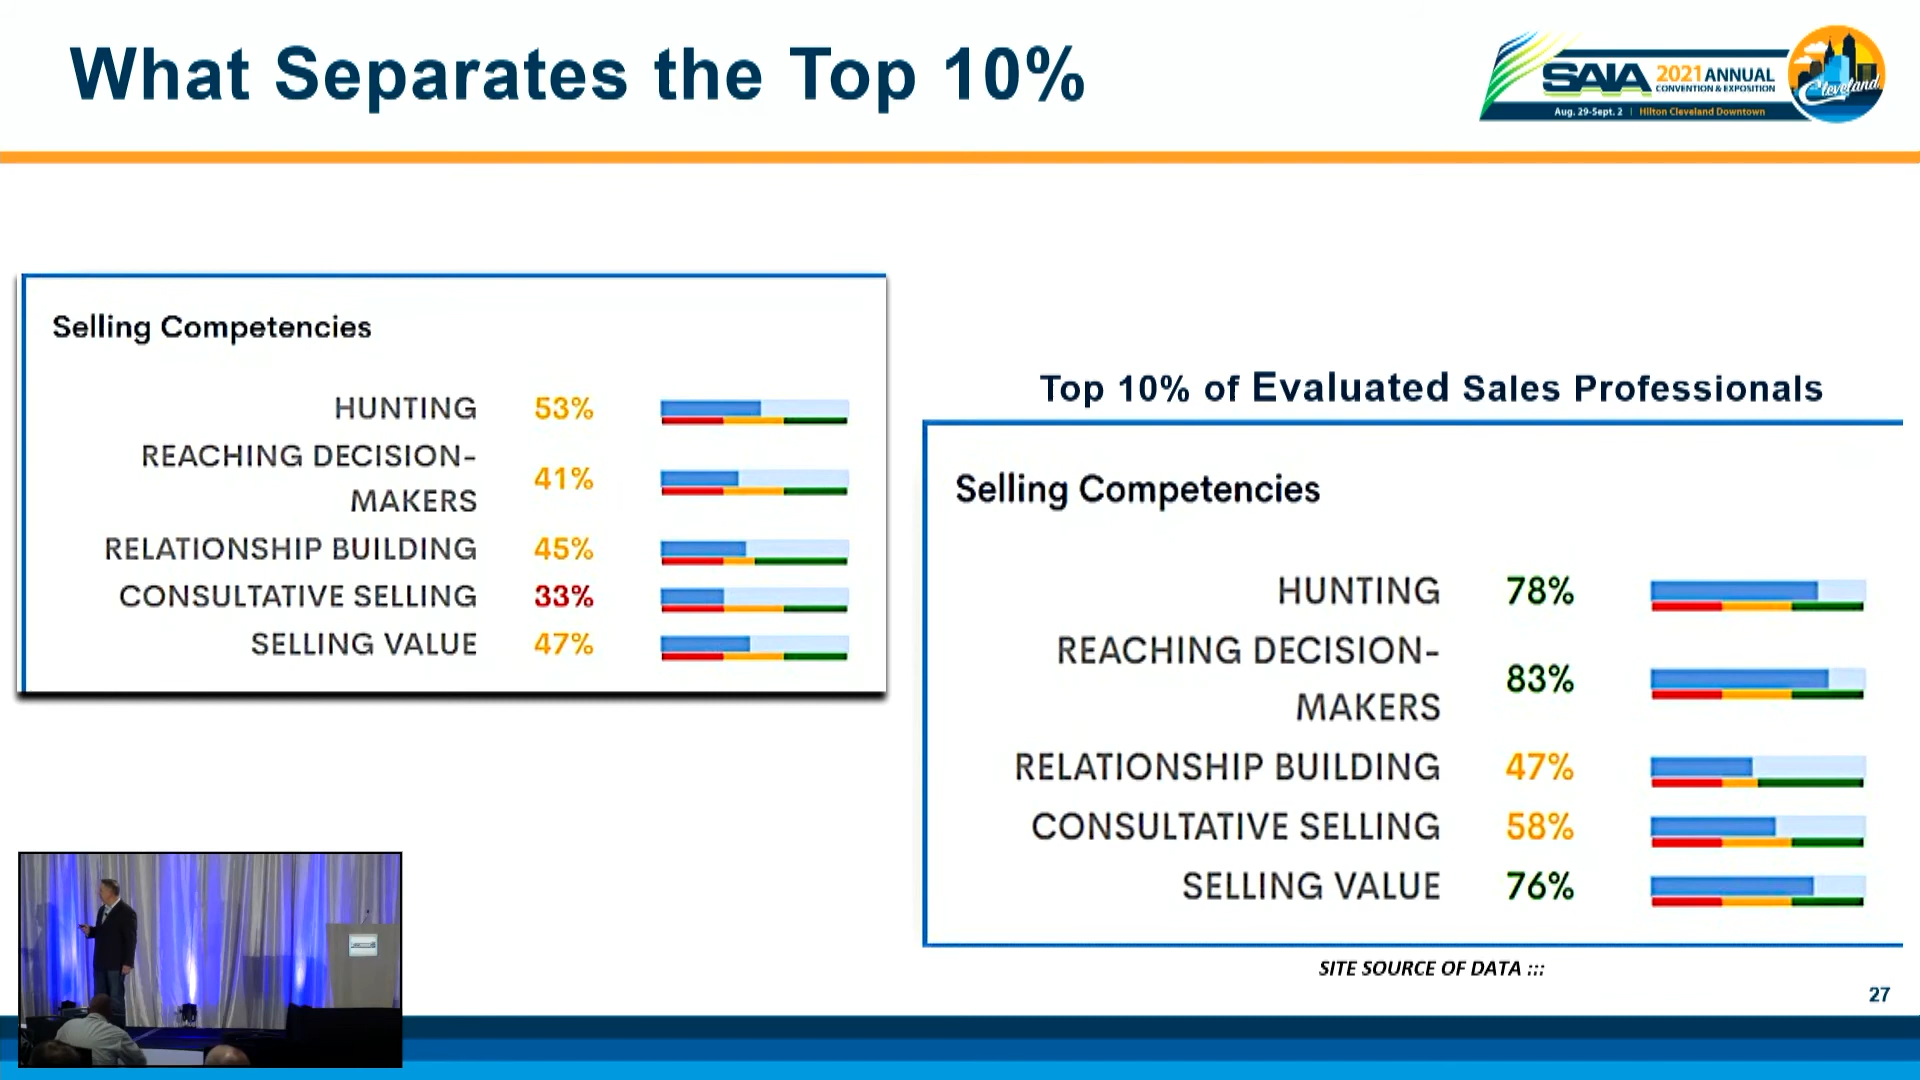 What Separates the Top 10%
SAIA 2021 ANNUAL
CONVENTION & EXPOSITION
Aug. 29-Sept. 2 | Hilton Cleveland Downtown
Cleveland
Selling Competencies
HUNTING 53%
REACHING DECISION-
MAKERS 41%
RELATIONSHIP BUILDING 45%
CONSULTATIVE SELLING 33%
SELLING VALUE 47%
Top 10% of Evaluated Sales Professionals
Selling Competencies
HUNTING 78%
REACHING DECISION-
MAKERS 83%
RELATIONSHIP BUILDING 47%
CONSULTATIVE SELLING 58%
SELLING VALUE 76%
SITE SOURCE OF DATA :::
27